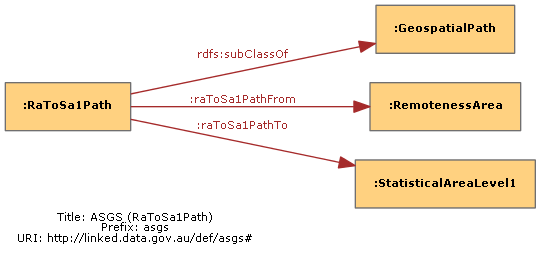 :GeospatialPath
rdfs:subClassOf
:RaToSa1Path
:raToSa1PathFrom
:RemotenessArea
:raToSa1PathTo
:StatisticalAreaLevel1
Title: ASGS (RaToSa1Path)
Prefix: asgs
URI: http://linked.data.gov.au/def/asgs#